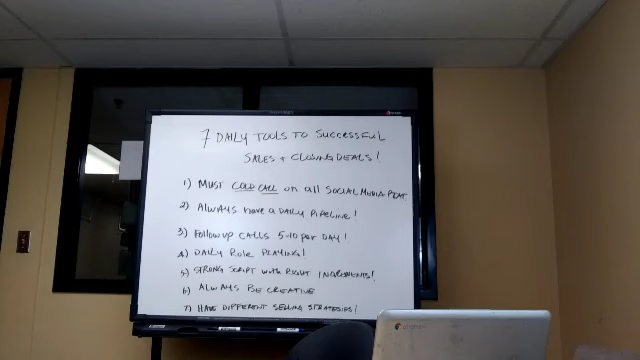 7 DAILY TOOLS TO SUCCESSFUL
SALES + CLOSING DEALS!
1) MUST COLD CALL on all SOCIAL MEDIA PLAT
2) ALWAYS have a DAILY PIPELINE!
3) Follow up CALLS 5-10 per DAY!
4) DAILY Role PLAYING!
5) STRONG SCRIPT with RIGHT INGREDIENTS!
6) ALWAYS BE CREATIVE
7) HAVE DIFFERENT SELLING STRATEGIES!